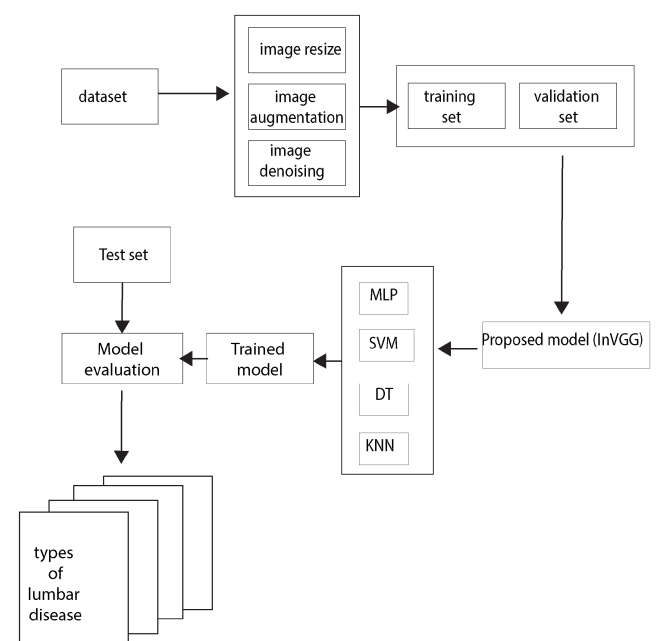 dataset
image resize
image
augmentation
image
denoising
training
set
validation
set
Proposed model (InVGG)
MLP
SVM
DT
KNN
Trained
model
Test set
Model
evaluation
types
of
lumbar
disease